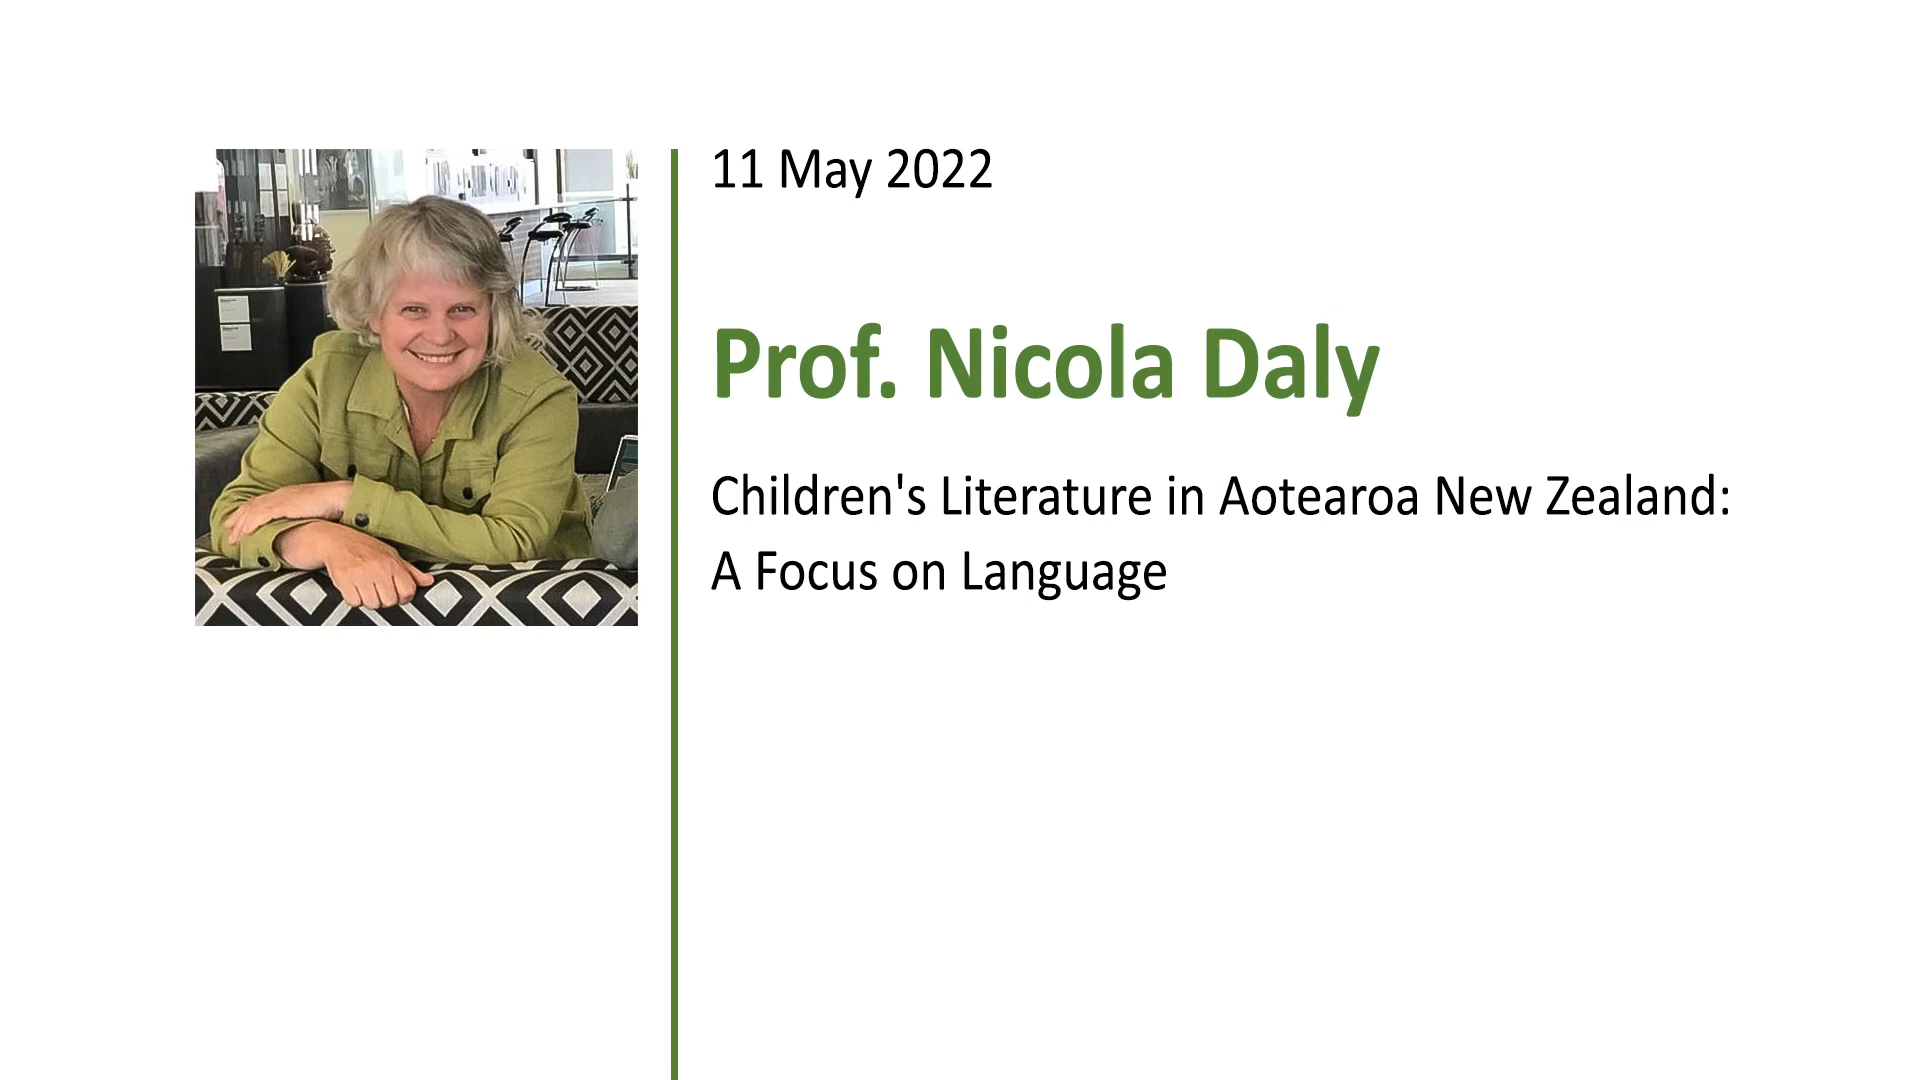 11 May 2022
Prof. Nicola Daly
Children's Literature in Aotearoa New Zealand:
A Focus on Language